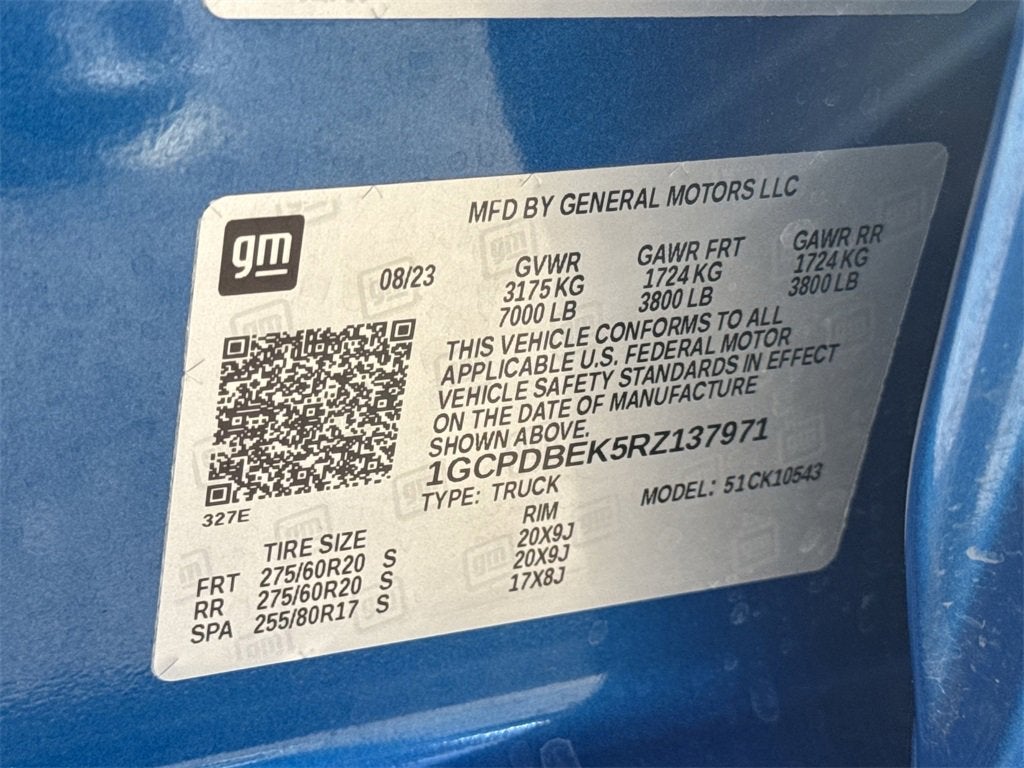 MFD BY GENERAL MOTORS LLC
gm
08/23
GVWR GAWR FRT GAWR RR
3175 KG 1724 KG 1724 KG
7000 LB 3800 LB 3800 LB
THIS VEHICLE CONFORMS TO ALL
APPLICABLE U.S. FEDERAL MOTOR
VEHICLE SAFETY STANDARDS IN EFFECT
ON THE DATE OF MANUFACTURE
SHOWN ABOVE.
1GCPDBEK5RZ137971
TYPE: TRUCK MODEL: 51CK10543
327E
TIRE SIZE RIM
FRT 275/60R20 S 20X9J
RR 275/60R20 S 20X9J
SPA 255/80R17 S 17X8J